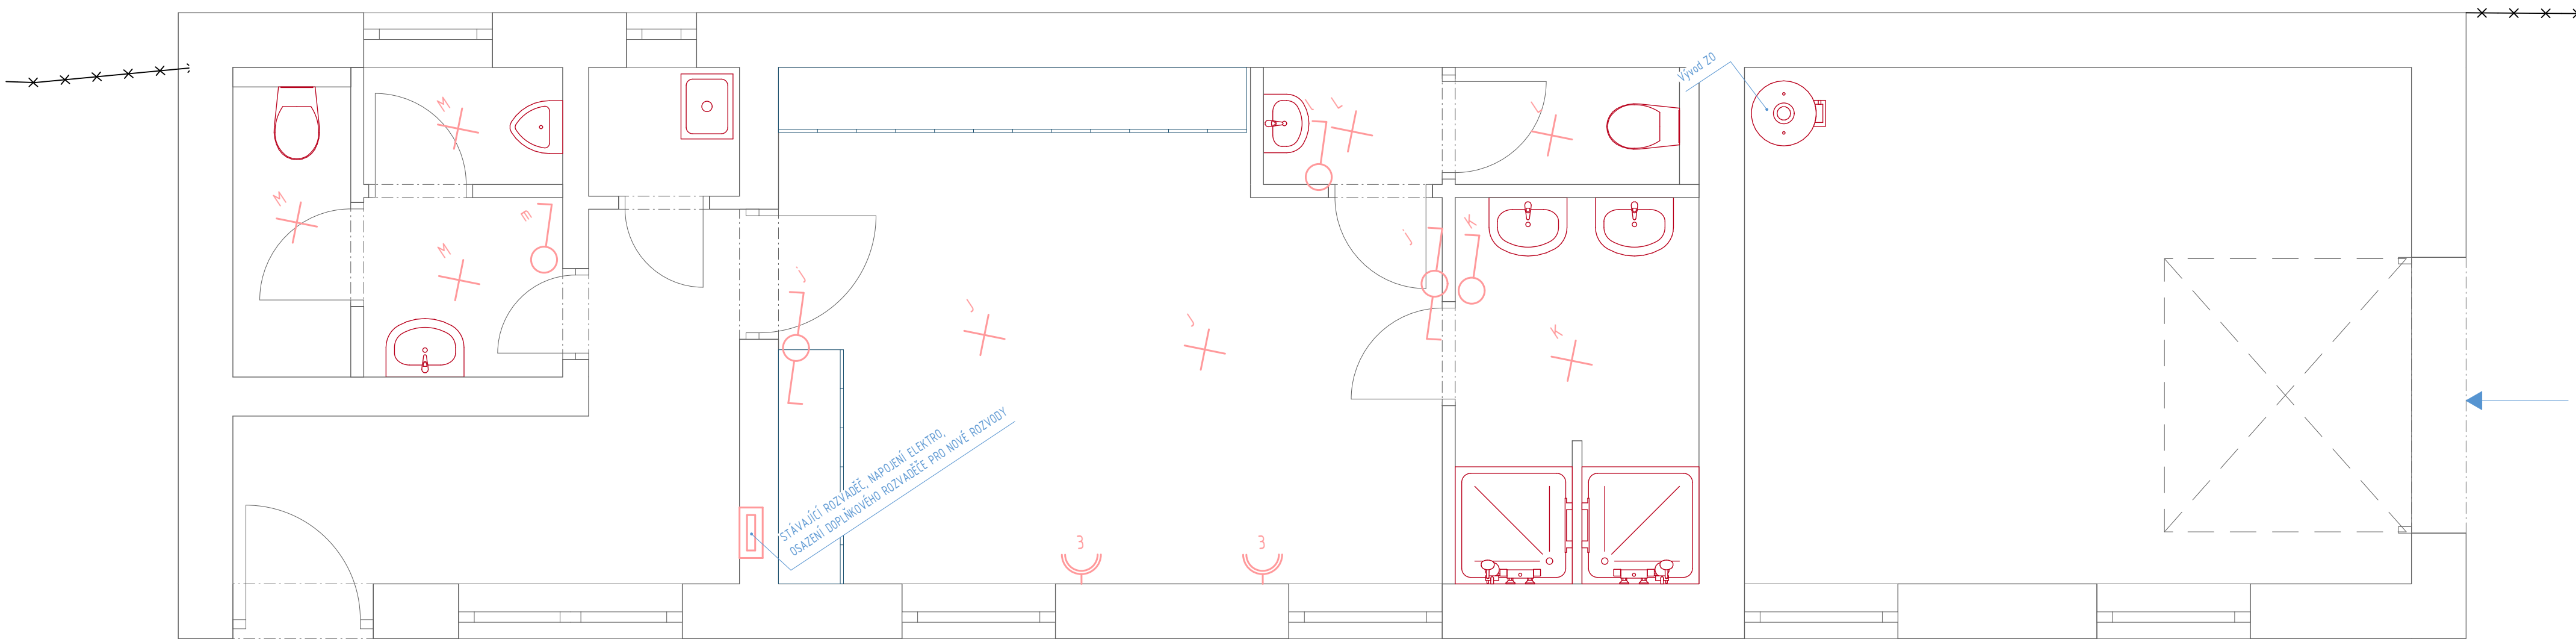 Vývod ZO
M
L
L
L
M
m
K
j
M
j
j
j
K
STÁVAJÍCÍ ROZVADĚČ, NAPOJENÍ ELEKTRO,
OSAZENÍ DOPLŇKOVÉHO ROZVADĚČE PRO NOVÉ ROZVODY
3
3